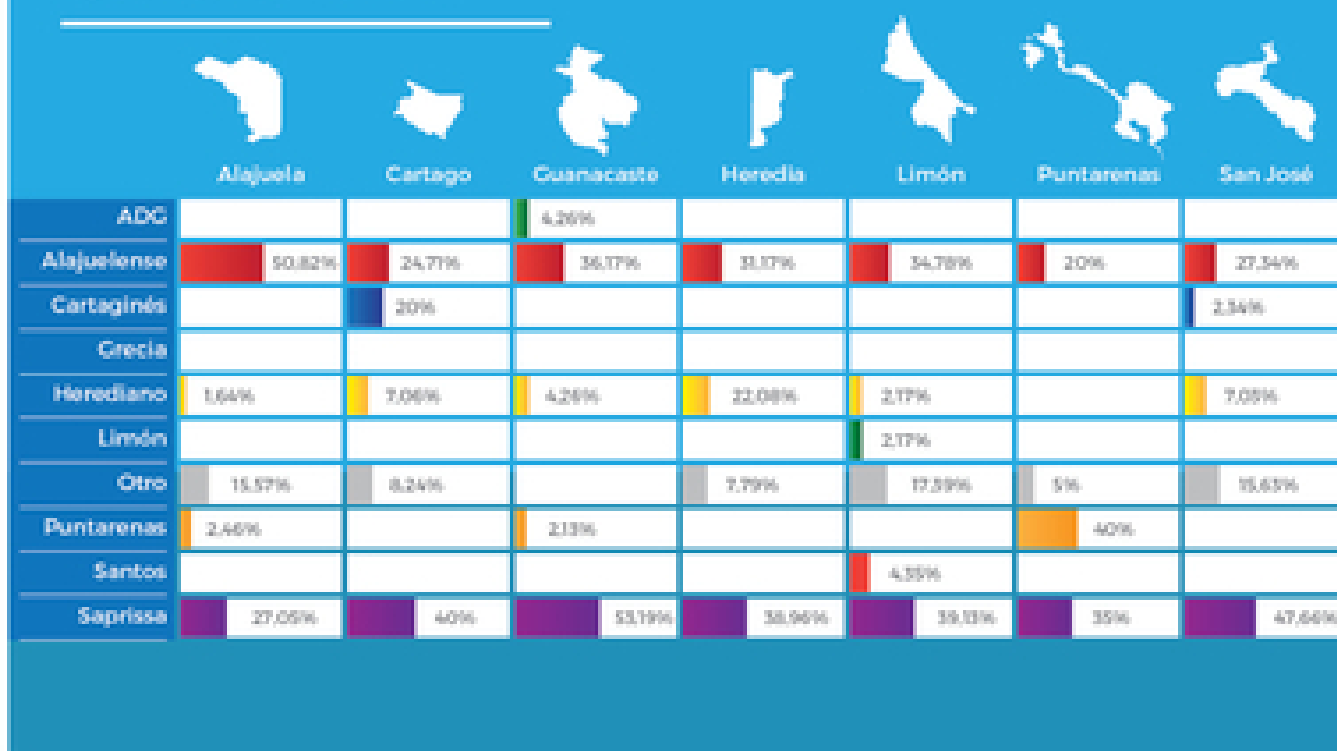 Alajuela Cartago Guanacaste Heredia Limón Puntarenas San José
ADG 4,26%
Alajuelense 50,82% 24,71% 36,17% 31,17% 34,78% 20% 27,34%
Cartaginés 20% 2,34%
Grecia
Herediano 1,64% 7,06% 4,26% 22,08% 2,17% 7,03%
Limón 2,17%
Otro 15,57% 8,24% 7,79% 17,39% 5% 15,63%
Puntarenas 2,46% 2,13% 40%
Santos 4,35%
Saprissa 27,05% 40% 53,19% 38,96% 39,13% 35% 47,66%